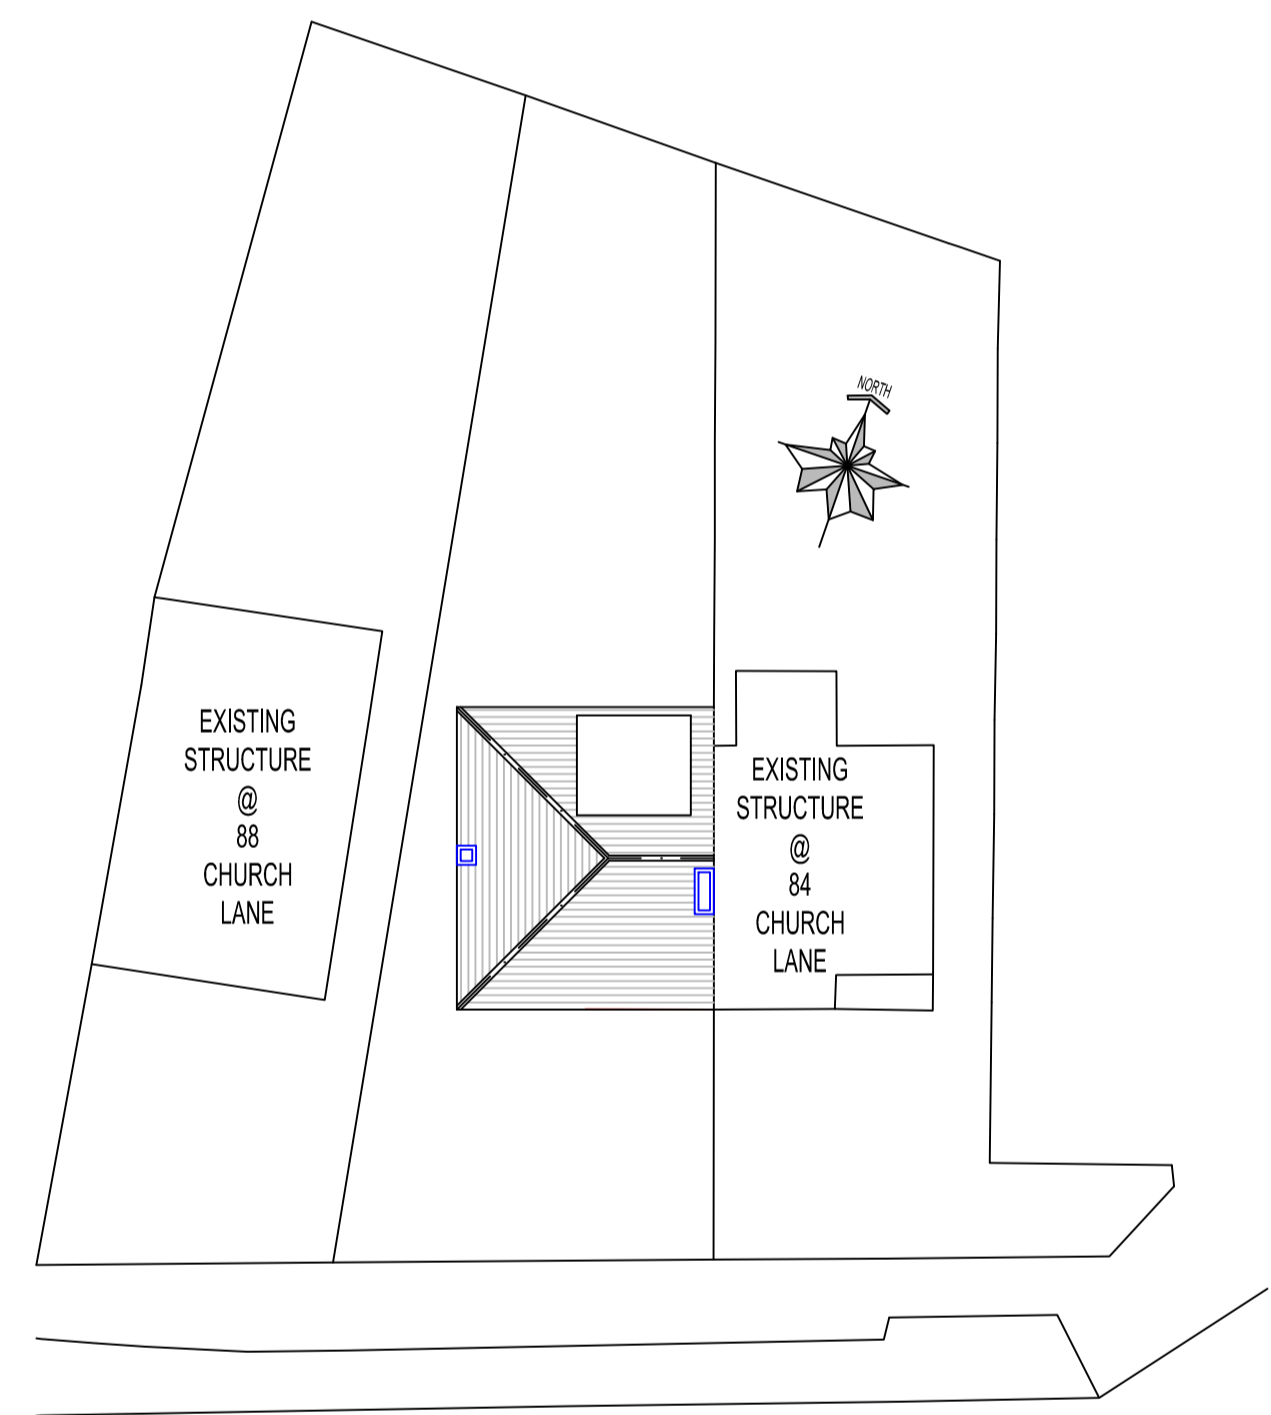 NORTH
EXISTING
STRUCTURE
@
88
CHURCH
LANE
EXISTING
STRUCTURE
@
84
CHURCH
LANE